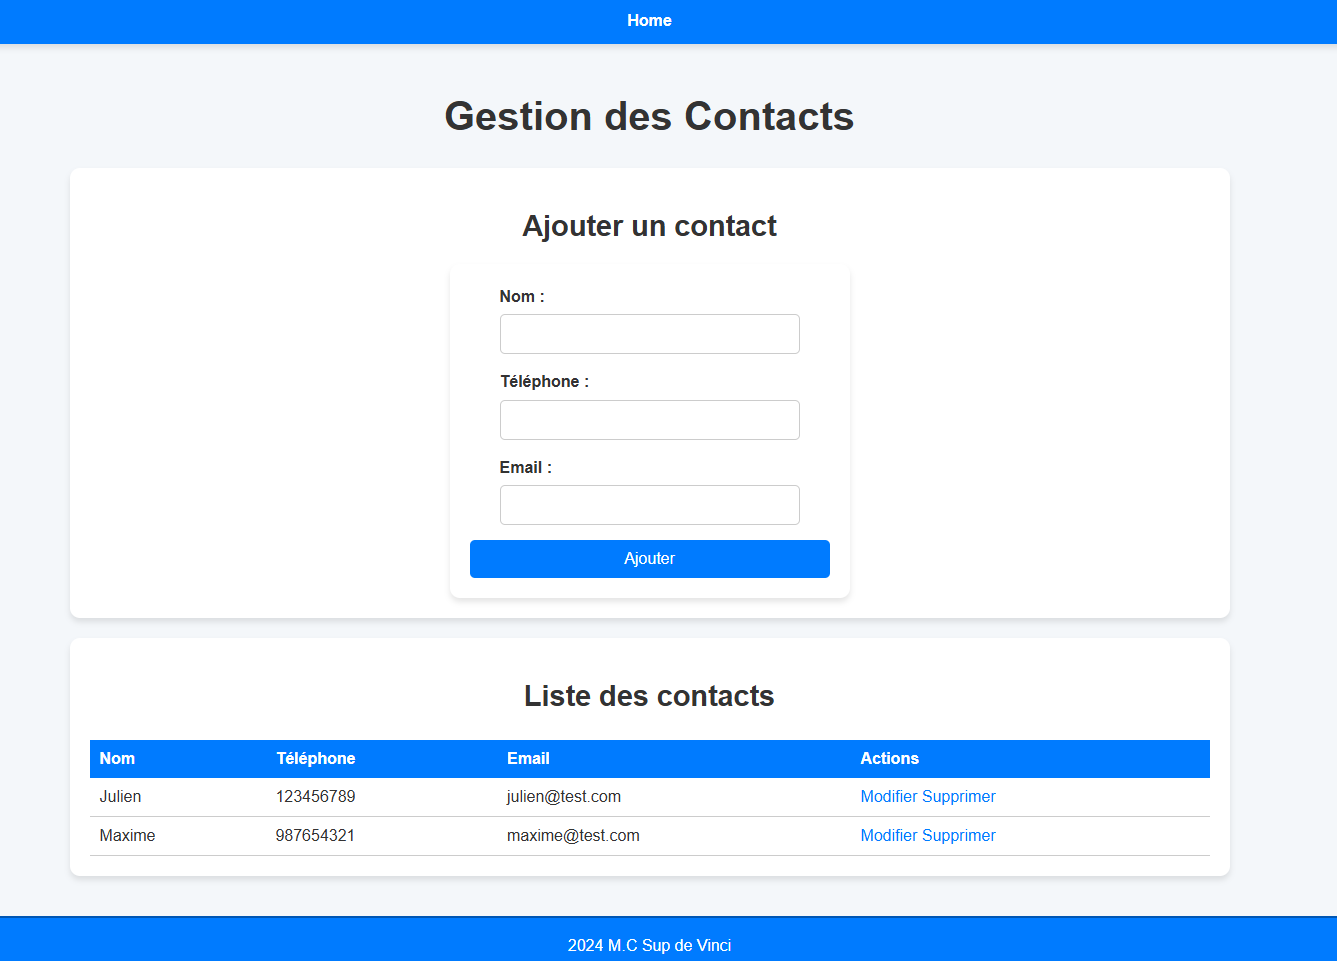 Home
Gestion des Contacts
Ajouter un contact
Nom :
Téléphone :
Email :
Ajouter
Liste des contacts
Nom Téléphone Email Actions
Julien 123456789 julien@test.com Modifier Supprimer
Maxime 987654321 maxime@test.com Modifier Supprimer
2024 M.C Sup de Vinci